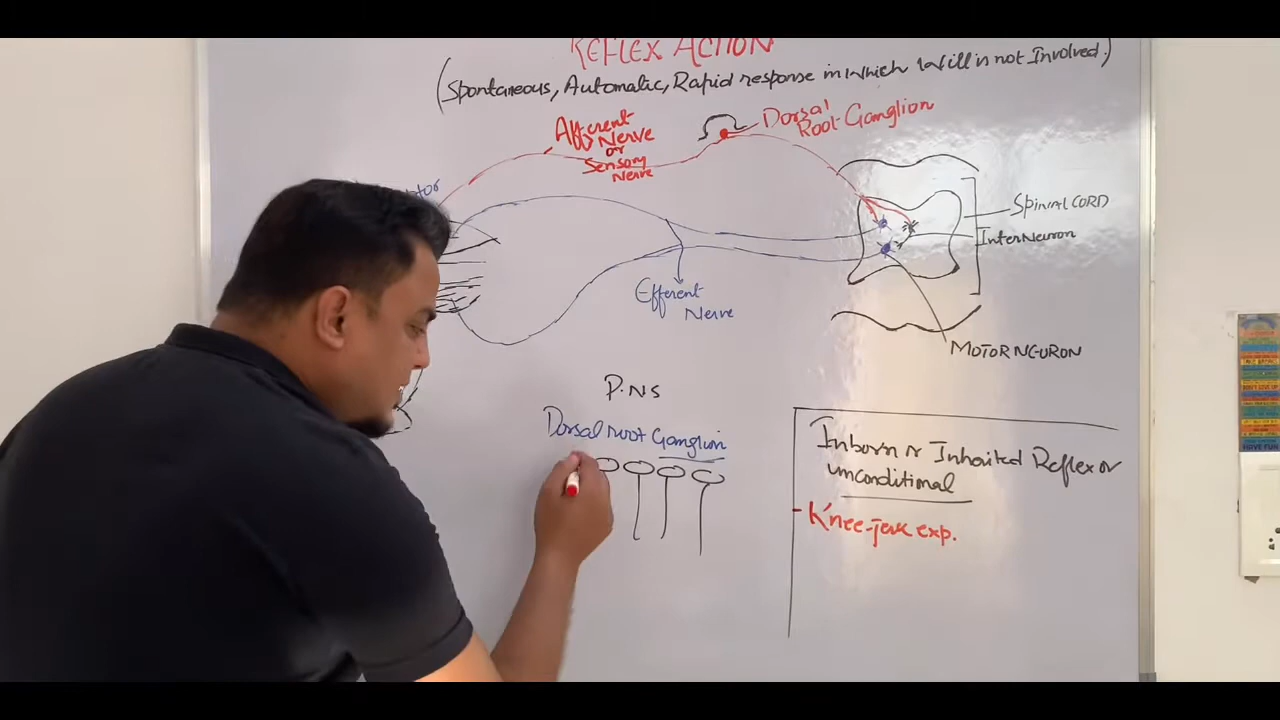 REFLEX ACTION
(Spontaneous, Automatic, Rapid response in which Will is not Involved.)
Afferent
Nerve
or
Sensory
Nerve
Dorsal
Root Ganglion
SPINAL CORD
InterNeuron
Efferent
Nerve
MOTOR NEURON
P.NS
Dorsal root Ganglion
Inborn or Inhaited Reflex or
unconditional
- Knee-jerk exp.